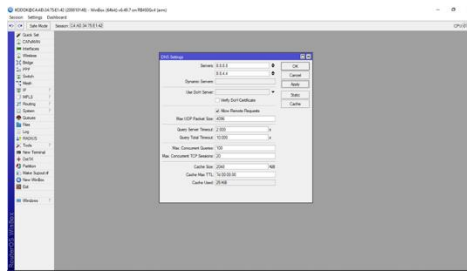 Session Settings Dashboard
Safe Mode
Session:
CPU:
Quick Set
CAPsMAN
Interfaces
Wireless
Bridge
PPP
Switch
Mesh
IP
MPLS
Routing
System
Queues
Files
Log
RADIUS
Tools
New Terminal
Dot1X
Partition
Make Supout.rif
New WinBox
Exit
Windows
RouterOS WinBox
DNS Settings
Servers: 8.8.8.8
8.8.4.4
Dynamic Servers:
Use DoH Server:
Verify DoH Certificate
Allow Remote Requests
Max UDP Packet Size: 4096
Query Server Timeout: 2.000 s
Query Total Timeout: 10.000 s
Max. Concurrent Queries: 100
Max. Concurrent TCP Sessions: 20
Cache Size: 2048 KiB
Cache Max TTL:
Cache Used:
OK
Cancel
Apply
Static
Cache